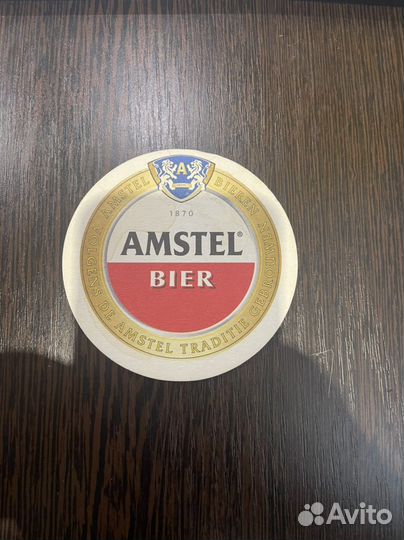 A
AMSTEL BIEREN
1870
AMSTEL®
BIER
VOLGENS DE AMSTEL TRADITIE GEBROUWEN
Avito